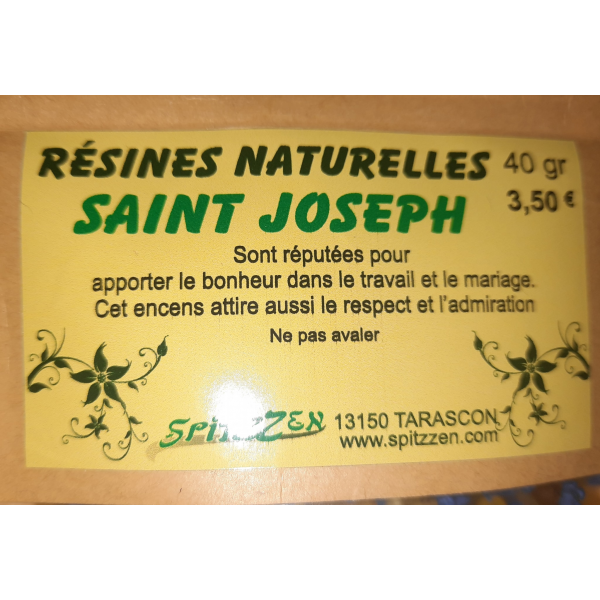 RÉSINES NATURELLES 40 gr
SAINT JOSEPH 3,50 €
Sont réputées pour
apporter le bonheur dans le travail et le mariage.
Cet encens attire aussi le respect et l'admiration
Ne pas avaler
SPITZZEN 13150 TARASCON
www.spitzzen.com